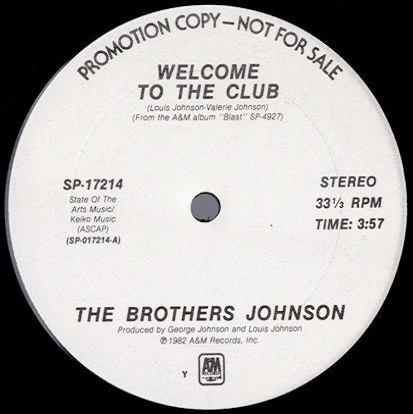 PROMOTION COPY – NOT FOR SALE
WELCOME
TO THE CLUB
(Louis Johnson-Valerie Johnson)
(From the A&M album "Blast" SP-4927)
SP-17214
State Of The
Arts Music/
Keiko Music
(ASCAP)
(SP-017214-A)
STEREO
33⅓ RPM
TIME: 3:57
THE BROTHERS JOHNSON
Produced by George Johnson and Louis Johnson
℗ 1982 A&M Records, Inc.
A&M
RECORDS
Y